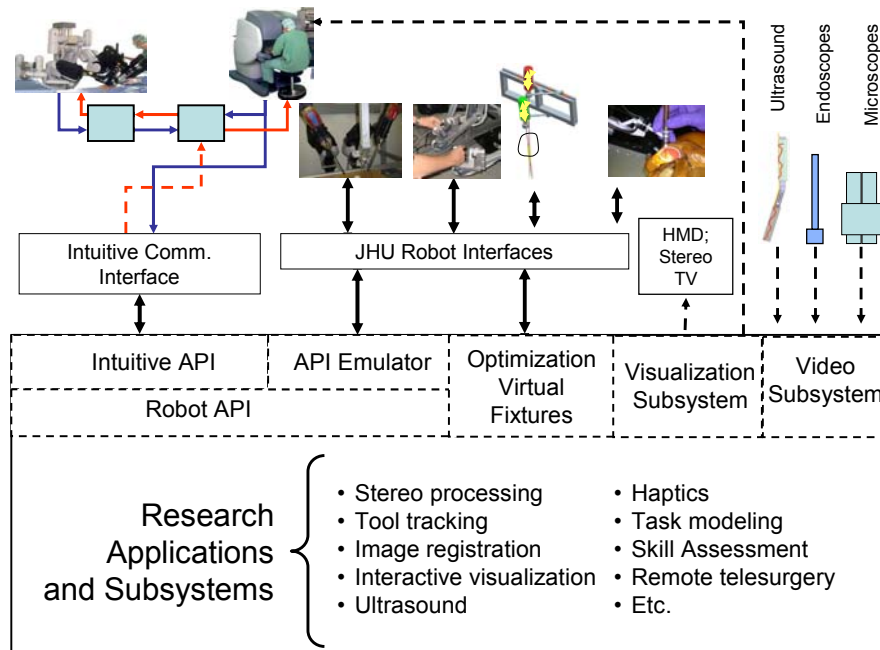 Ultrasound
Endoscopes
Microscopes
Intuitive Comm.
Interface
JHU Robot Interfaces
HMD;
Stereo
TV
Intuitive API
API Emulator
Robot API
Optimization
Virtual
Fixtures
Visualization
Subsystem
Video
Subsystem
Research
Applications
and Subsystems
• Stereo processing
• Tool tracking
• Image registration
• Interactive visualization
• Ultrasound
• Haptics
• Task modeling
• Skill Assessment
• Remote telesurgery
• Etc.